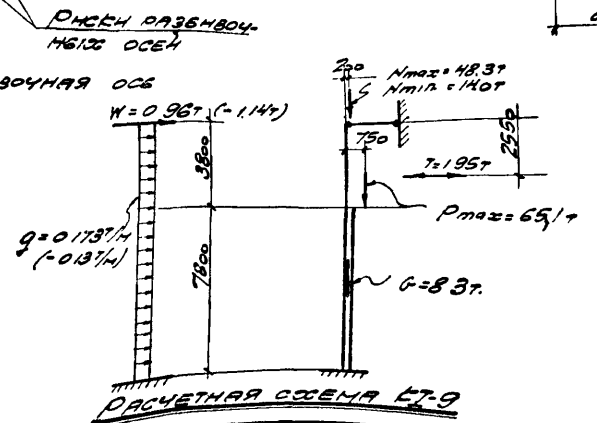 РИСКИ РАЗБИВОЧ-
НЫХ ОСЕЙ
ВОЧНАЯ ОСЬ
W=0.96т (-1.14т)
200
Nmax=48.3т
Nmin=14.0т
750
3800
2550
T=1.95т
Pmax=65,1т
q=0.173т/м
(-0.13т/м)
7800
G=8.3т.
РАСЧЕТНАЯ СХЕМА КI-9